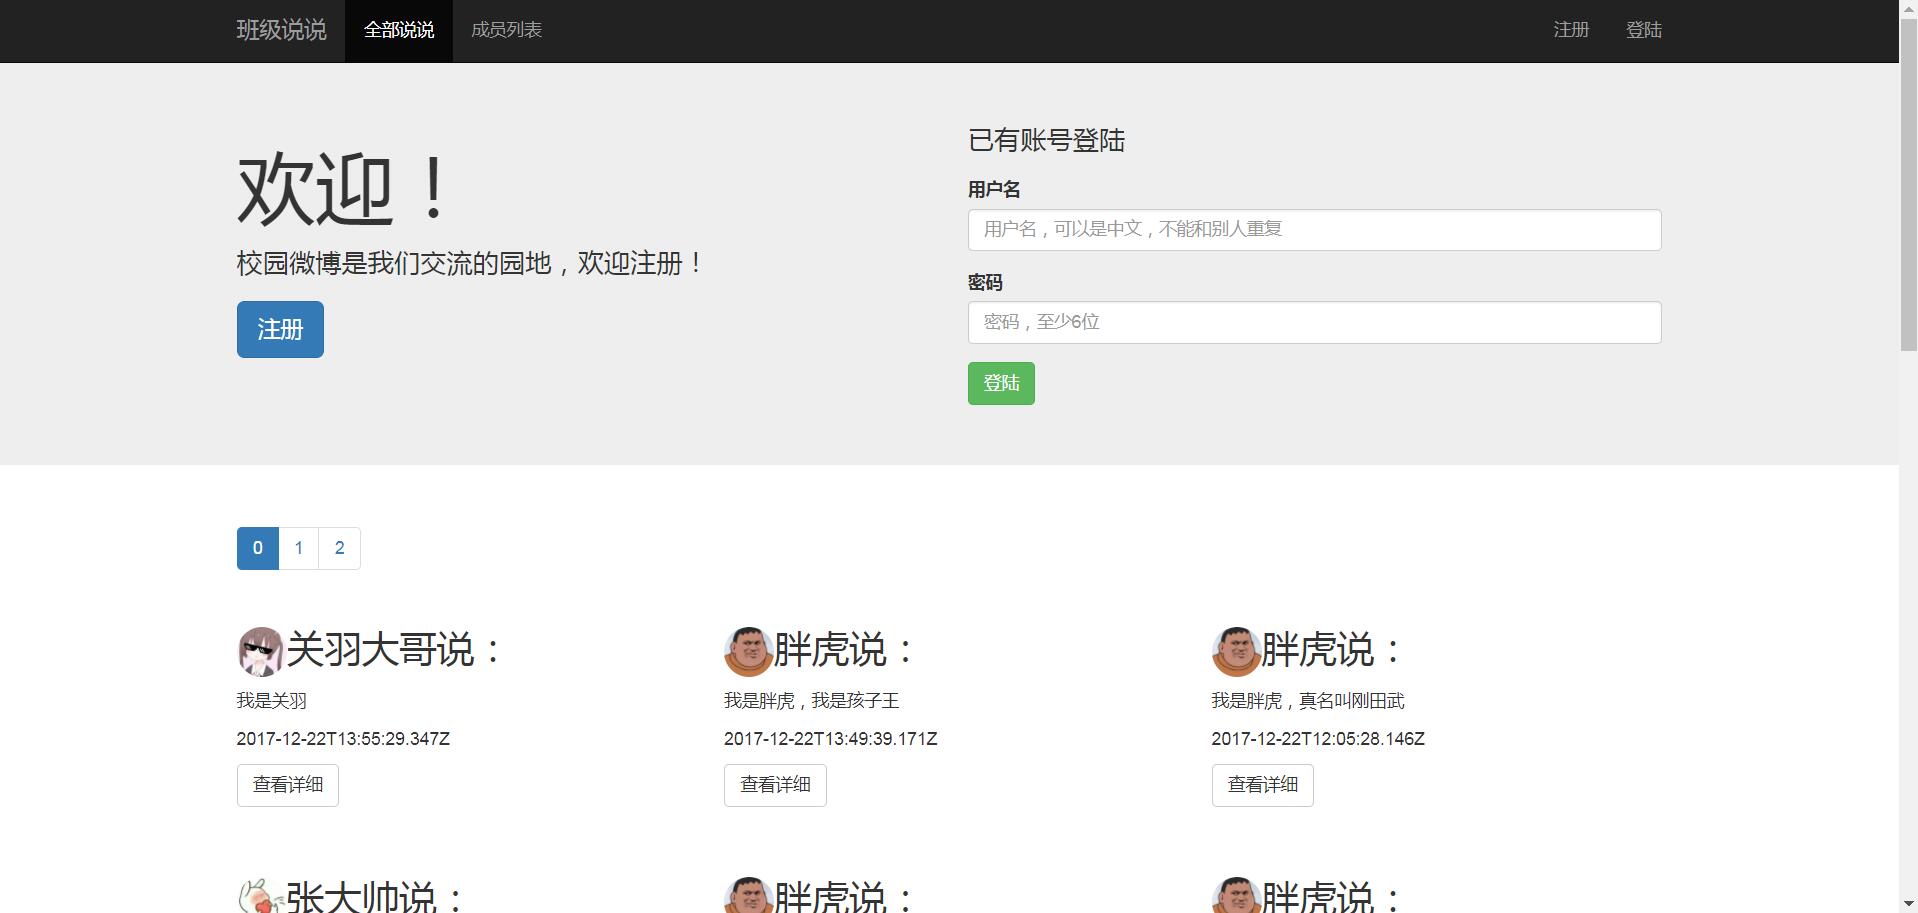 班级说说 全部说说 成员列表 注册 登陆
欢迎！
校园微博是我们交流的园地，欢迎注册！
注册
已有账号登陆
用户名
用户名，可以是中文，不能和别人重复
密码
密码，至少6位
登陆
0 1 2
关羽大哥说：
我是关羽
2017-12-22T13:55:29.347Z
查看详细
胖虎说：
我是胖虎，我是孩子王
2017-12-22T13:49:39.171Z
查看详细
胖虎说：
我是胖虎，真名叫刚田武
2017-12-22T12:05:28.146Z
查看详细
张大帅说：
胖虎说：
胖虎说：